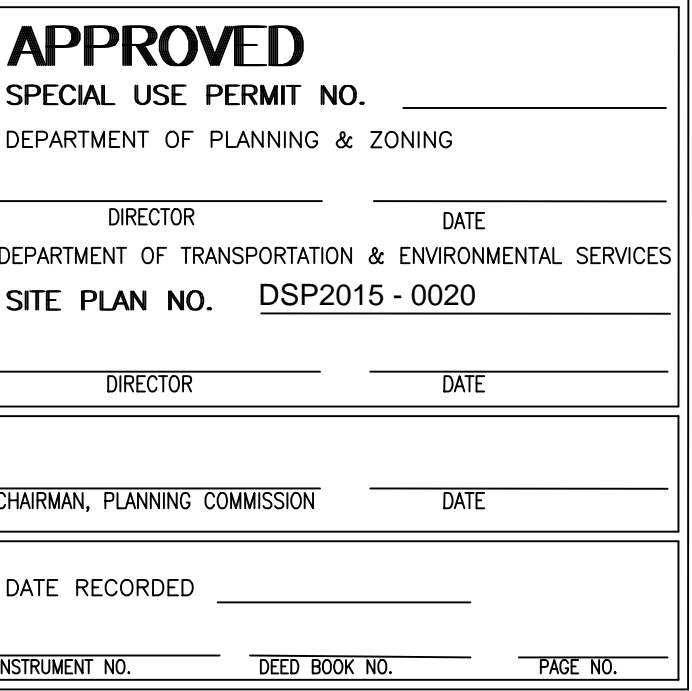 APPROVED
SPECIAL USE PERMIT NO.
DEPARTMENT OF PLANNING & ZONING
DIRECTOR DATE
DEPARTMENT OF TRANSPORTATION & ENVIRONMENTAL SERVICES
SITE PLAN NO. DSP2015 - 0020
DIRECTOR DATE
CHAIRMAN, PLANNING COMMISSION DATE
DATE RECORDED
INSTRUMENT NO. DEED BOOK NO. PAGE NO.